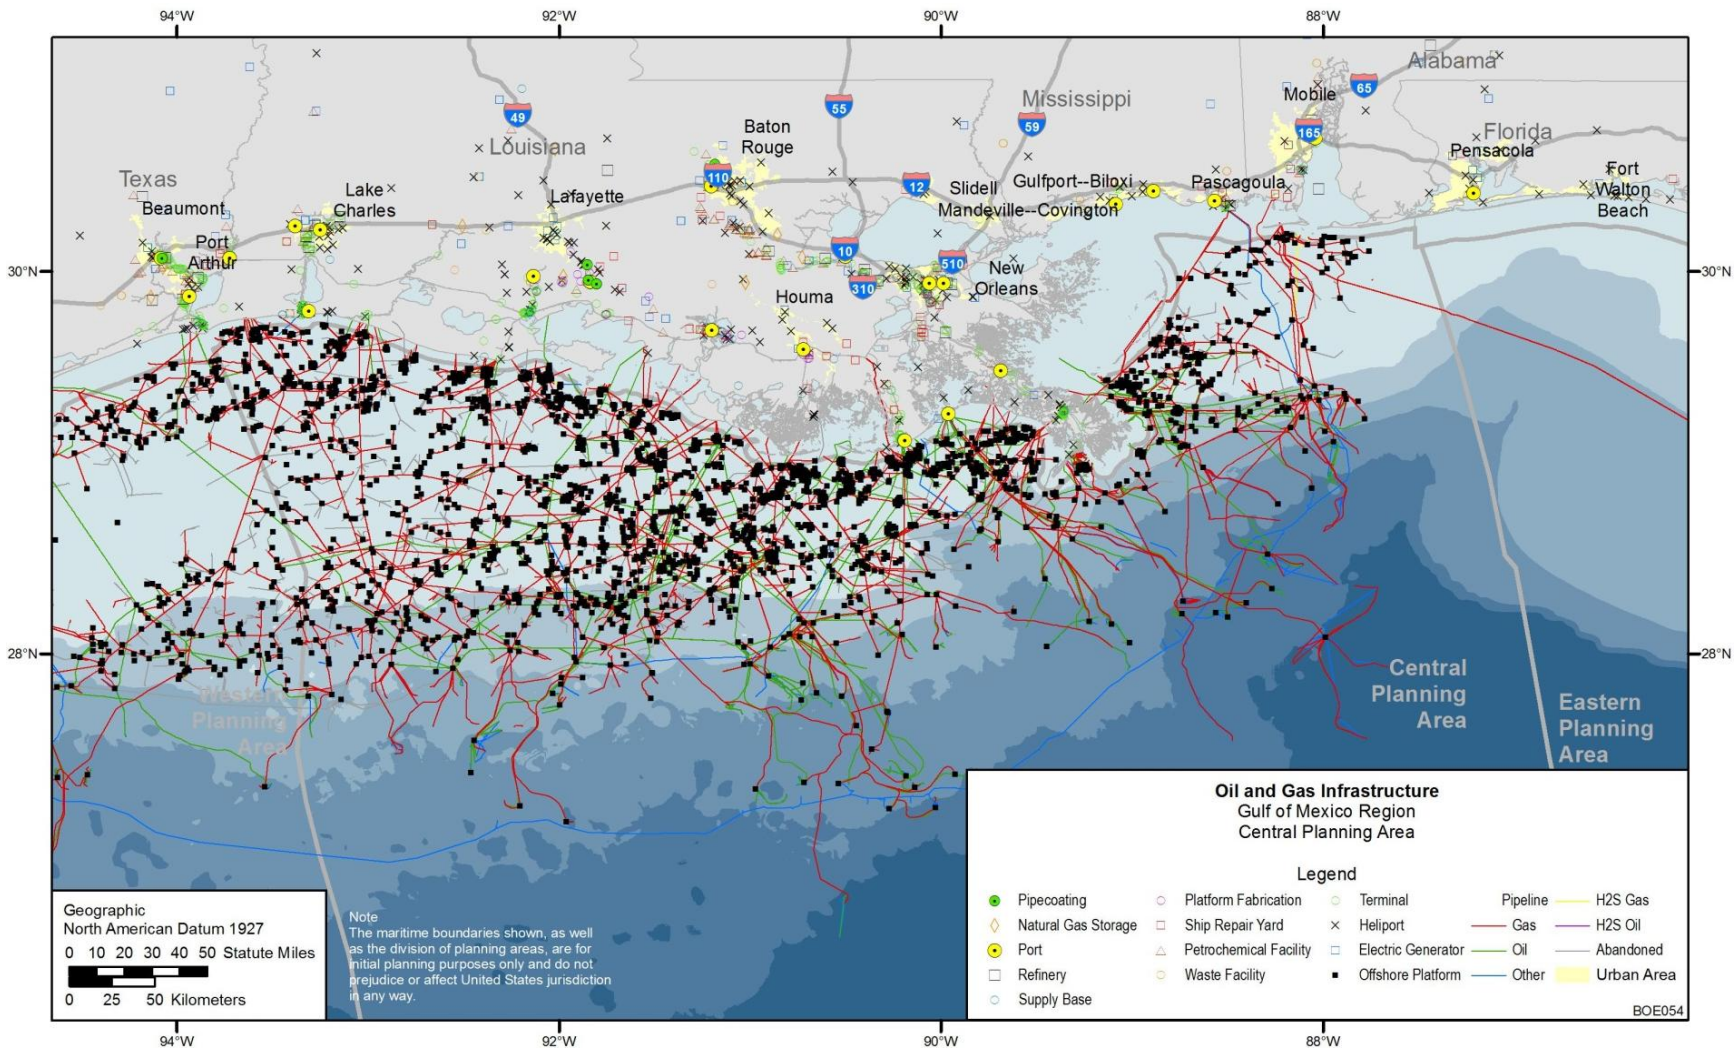 94°W
92°W
90°W
88°W
Alabama
65
Mobile
Mississippi
55
59
49
165
Florida
Baton
Rouge
Louisiana
Pensacola
Texas
110
12
Slidell
Gulfport--Biloxi
Pascagoula
Fort
Walton
Beach
Lake
Charles
Lafayette
Beaumont
Mandeville--Covington
Port
Arthur
10
510
310
New
Orleans
30°N
30°N
Houma
28°N
28°N
Western
Planning
Area
Central
Planning
Area
Eastern
Planning
Area
Geographic
North American Datum 1927
0 10 20 30 40 50 Statute Miles
0 25 50 Kilometers
Note
The maritime boundaries shown, as well
as the division of planning areas, are for
initial planning purposes only and do not
prejudice or affect United States jurisdiction
in any way.
Oil and Gas Infrastructure
Gulf of Mexico Region
Central Planning Area
Legend
Pipecoating
Platform Fabrication
Terminal
Pipeline
H2S Gas
Natural Gas Storage
Ship Repair Yard
Heliport
Gas
H2S Oil
Port
Petrochemical Facility
Electric Generator
Oil
Abandoned
Refinery
Waste Facility
Offshore Platform
Other
Urban Area
Supply Base
BOE054
94°W
92°W
90°W
88°W